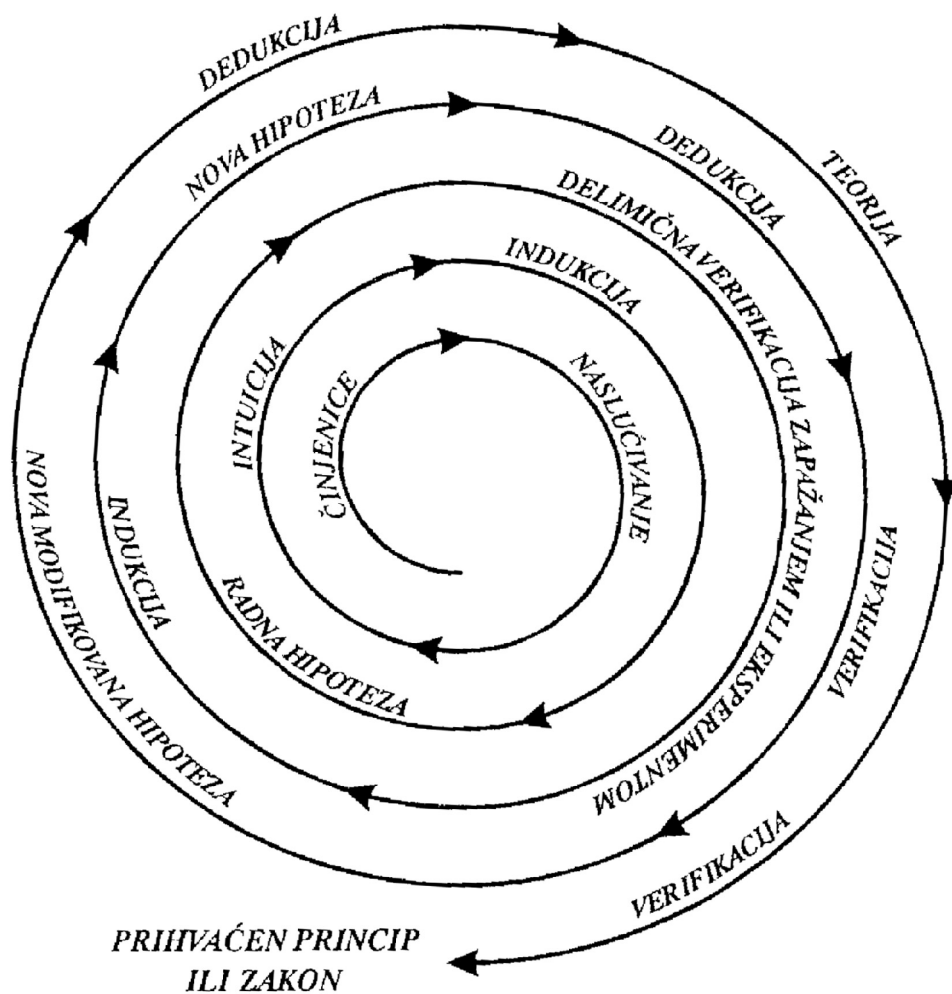 ČINJENICE
NASLUĆIVANJE
INTUICIJA
INDUKCIJA
RADNA HIPOTEZA
DELIMIČNA VERIFIKACIJA ZAPAŽANJEM ILI EKSPERIMENTOM
INDUKCIJA
NOVA HIPOTEZA
DEDUKCIJA
VERIFIKACIJA
NOVA MODIFIKOVANA HIPOTEZA
DEDUKCIJA
TEORIJA
VERIFIKACIJA
PRIHVAĆEN PRINCIP
ILI ZAKON